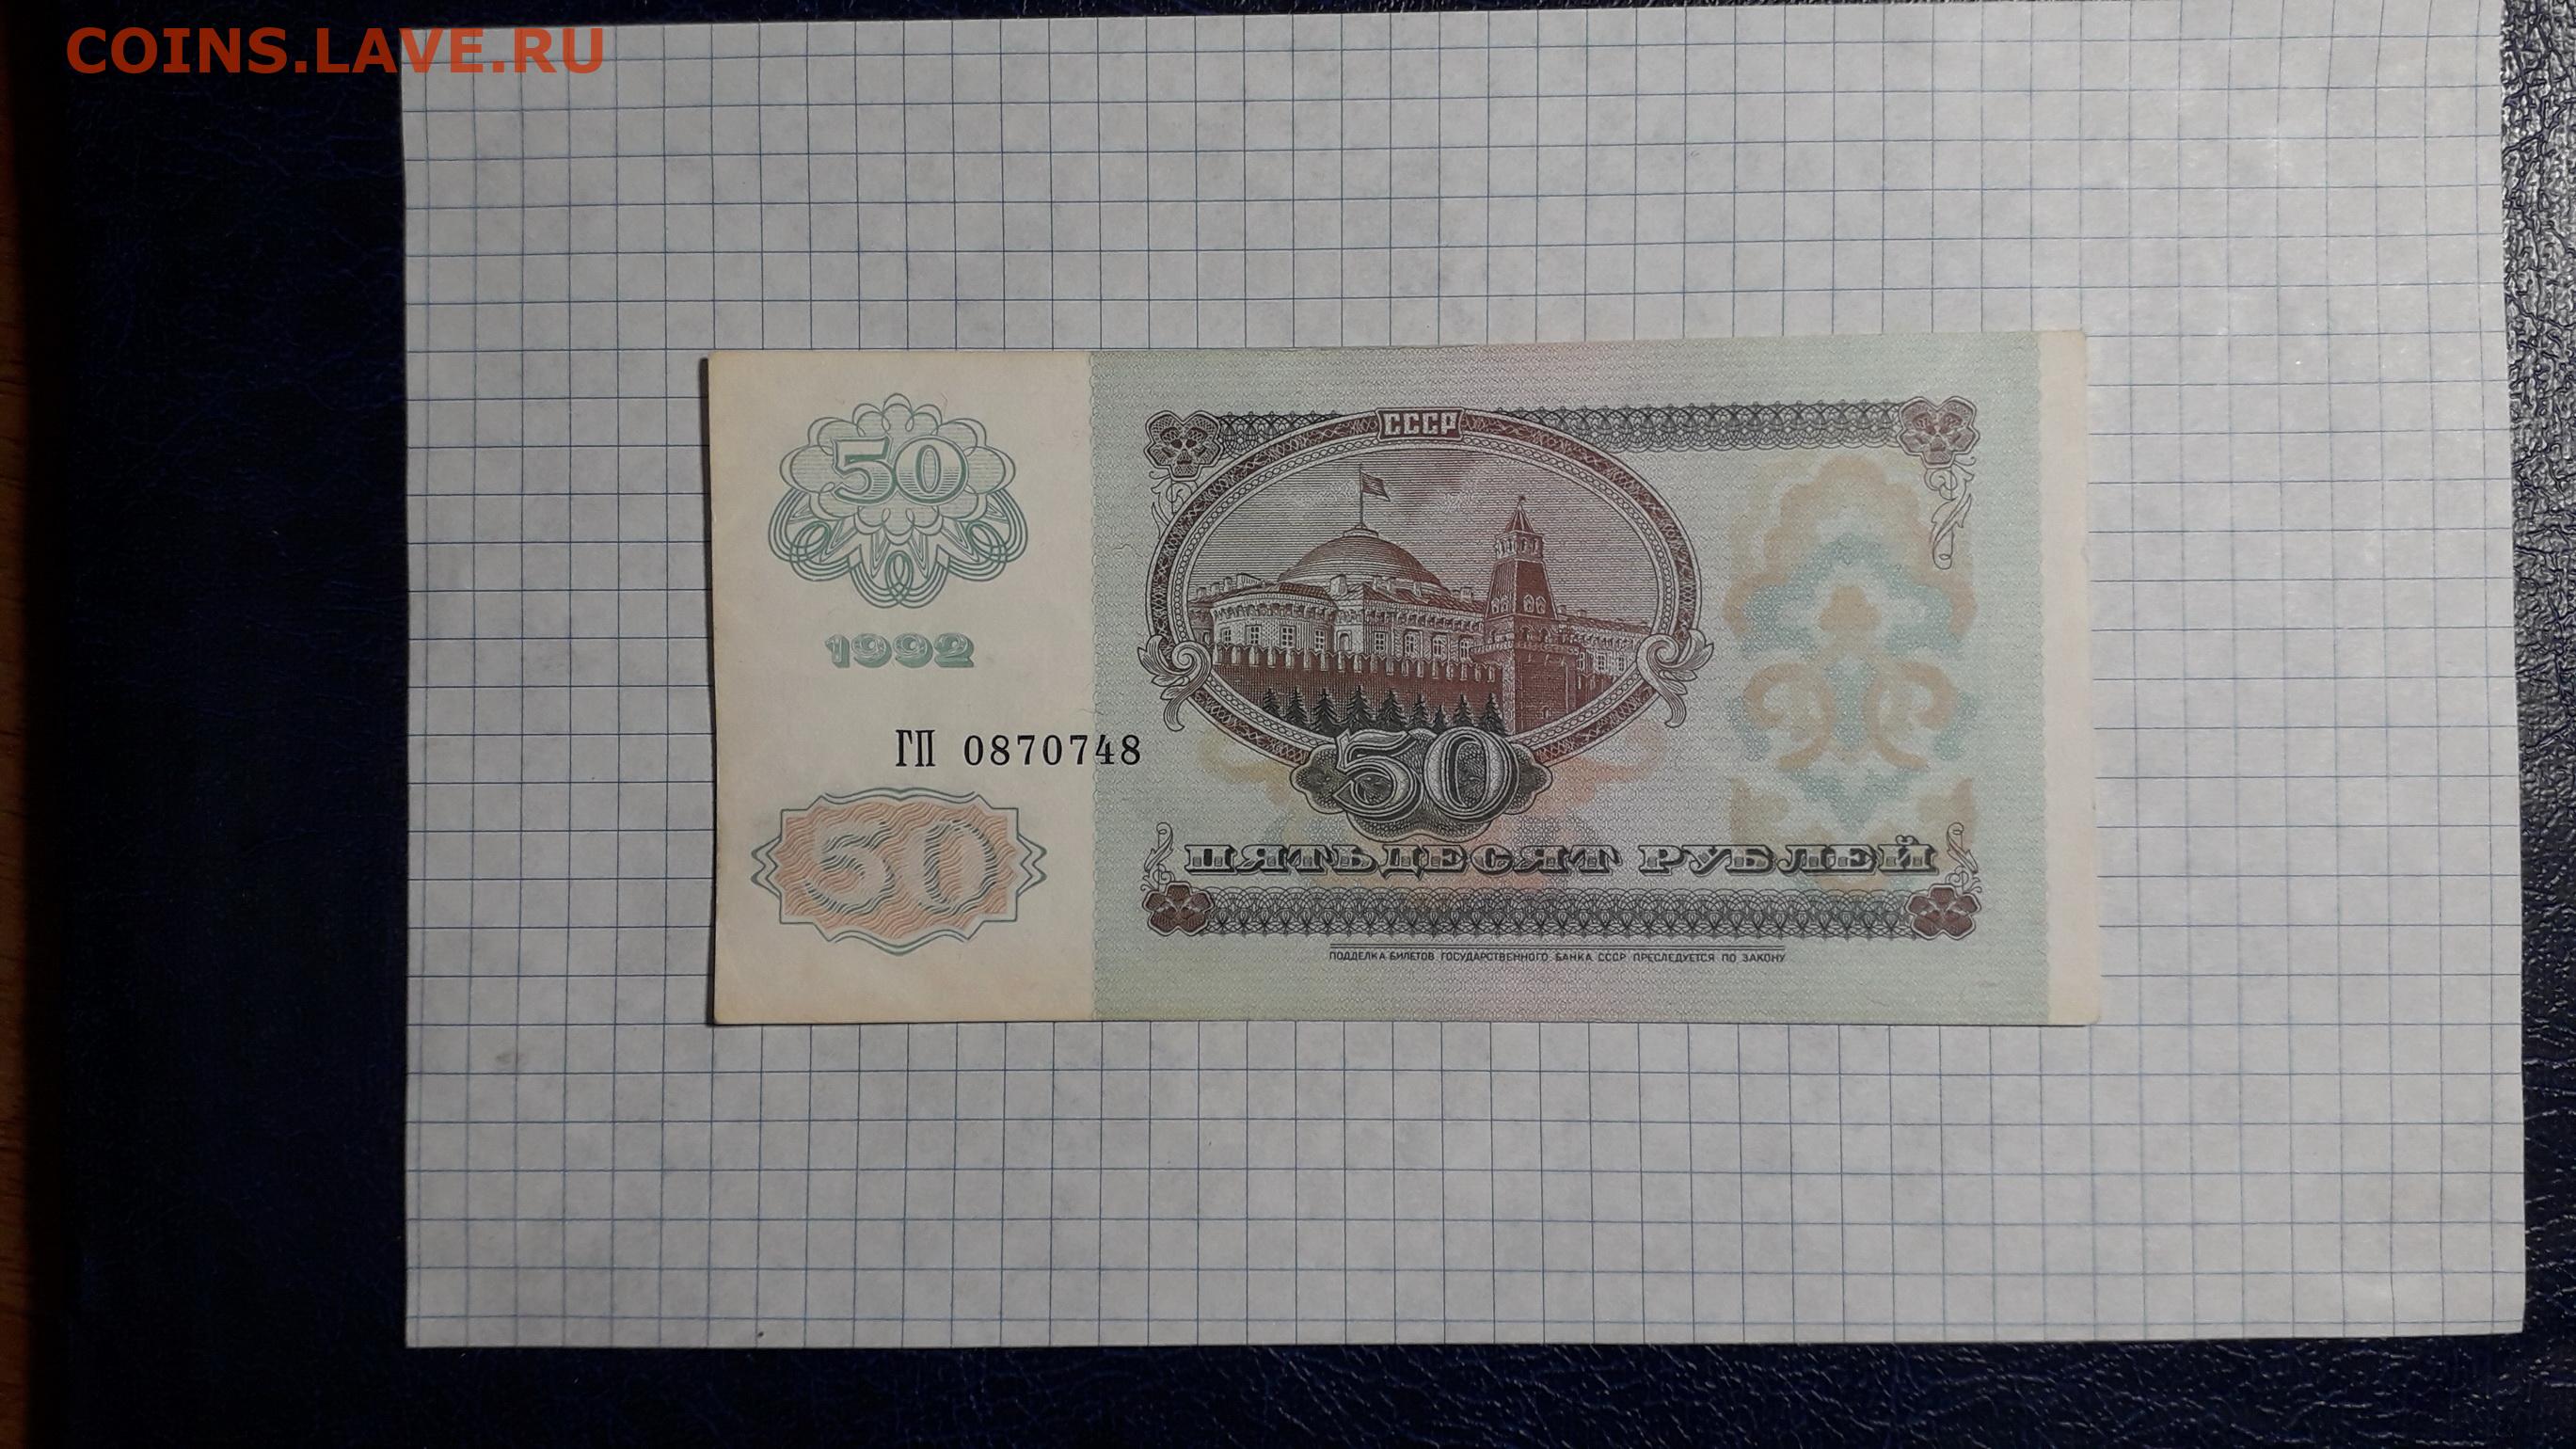 COINS.LAVE.RU
50
СССР
1992
ГП 0870748
50
50
ПЯТЬДЕСЯТ РУБЛЕЙ
ПОДДЕЛКА БИЛЕТОВ ГОСУДАРСТВЕННОГО БАНКА СССР ПРЕСЛЕДУЕТСЯ ПО ЗАКОНУ